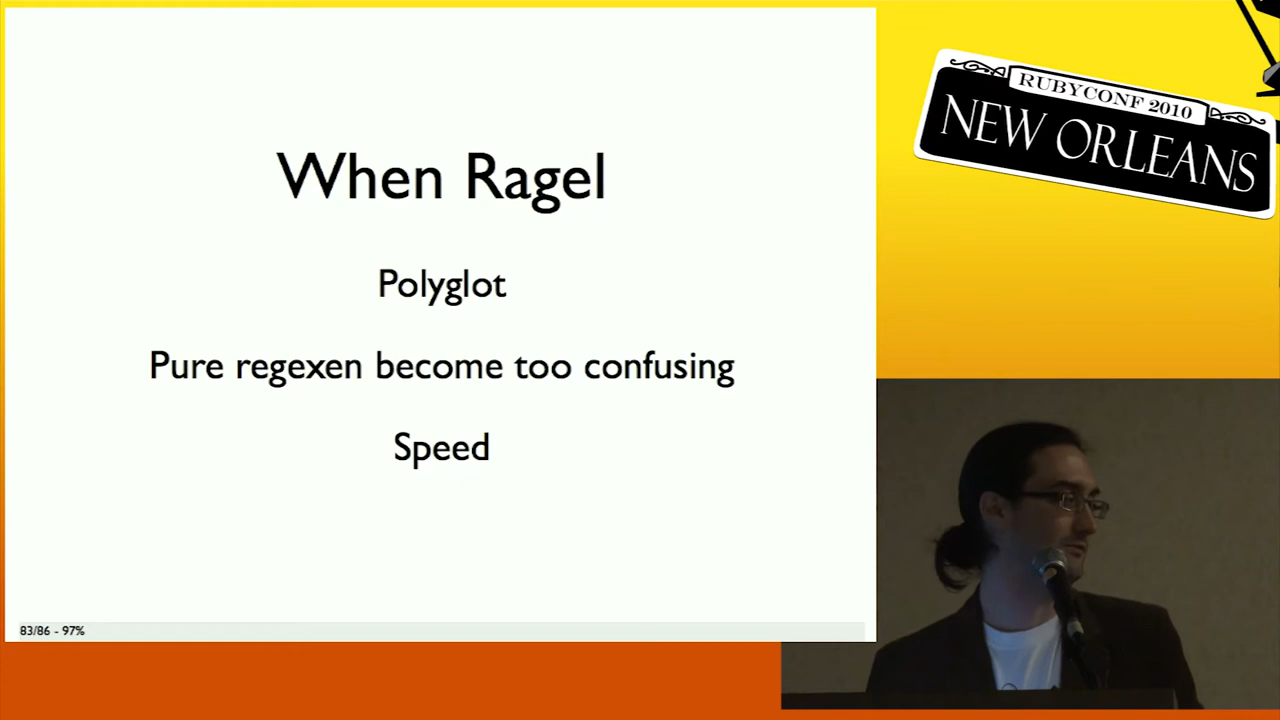 When Ragel
Polyglot
Pure regexen become too confusing
Speed
83/86 - 97%
RUBYCONF 2010
NEW ORLEANS